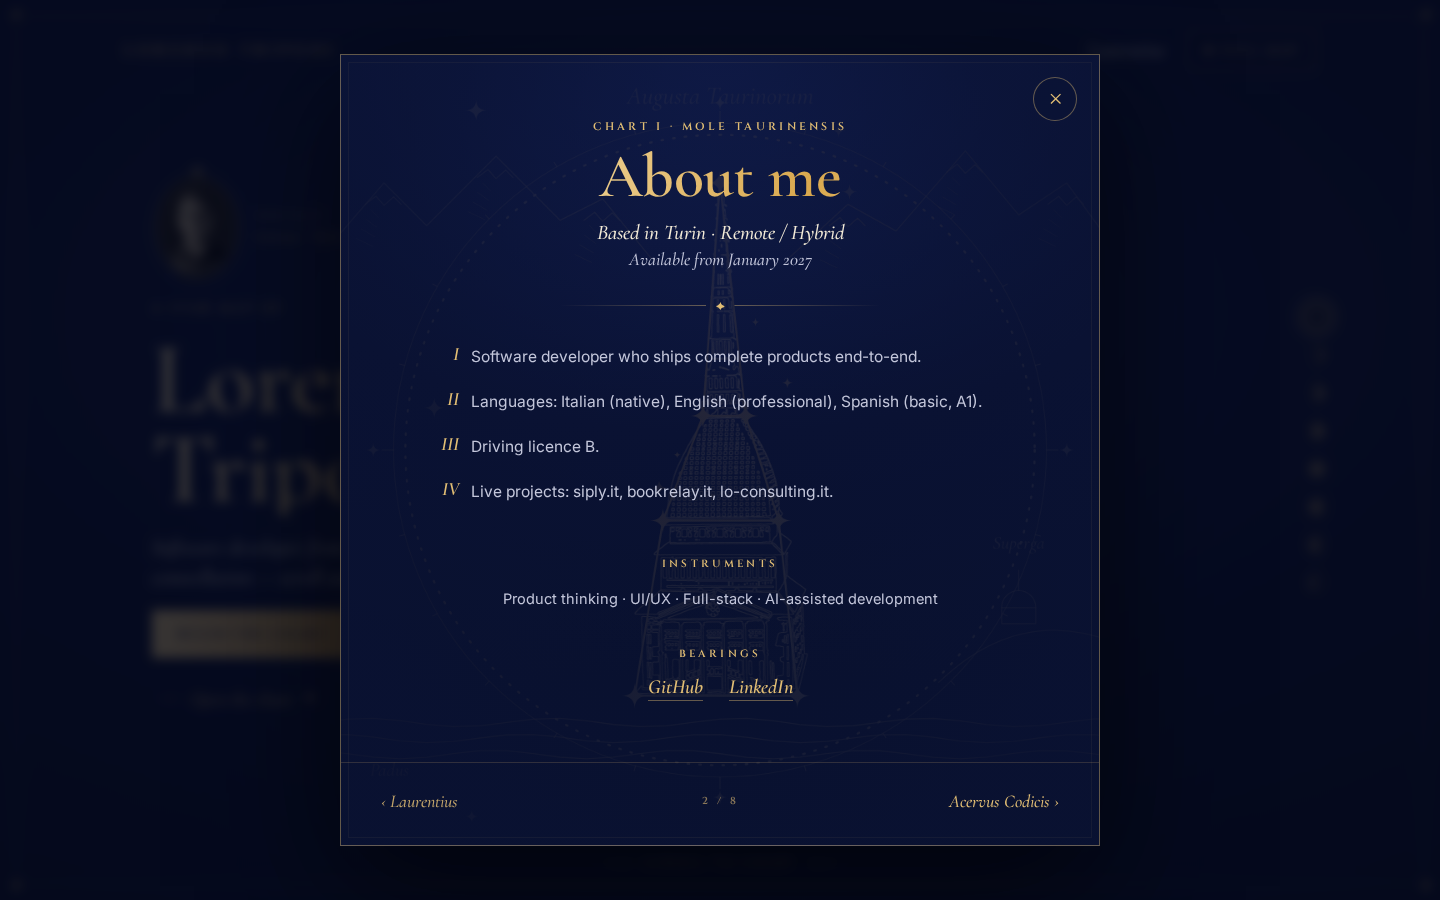 Augusta Taurinorum
CHART I · MOLE TAURINENSIS
About me
Based in Turin · Remote / Hybrid
Available from January 2027
I Software developer who ships complete products end-to-end.
II Languages: Italian (native), English (professional), Spanish (basic, A1).
III Driving licence B.
IV Live projects: siply.it, bookrelay.it, lo-consulting.it.
INSTRUMENTS
Product thinking · UI/UX · Full-stack · AI-assisted development
BEARINGS
GitHub LinkedIn
‹ Laurentius 2 / 8 Acervus Codicis ›